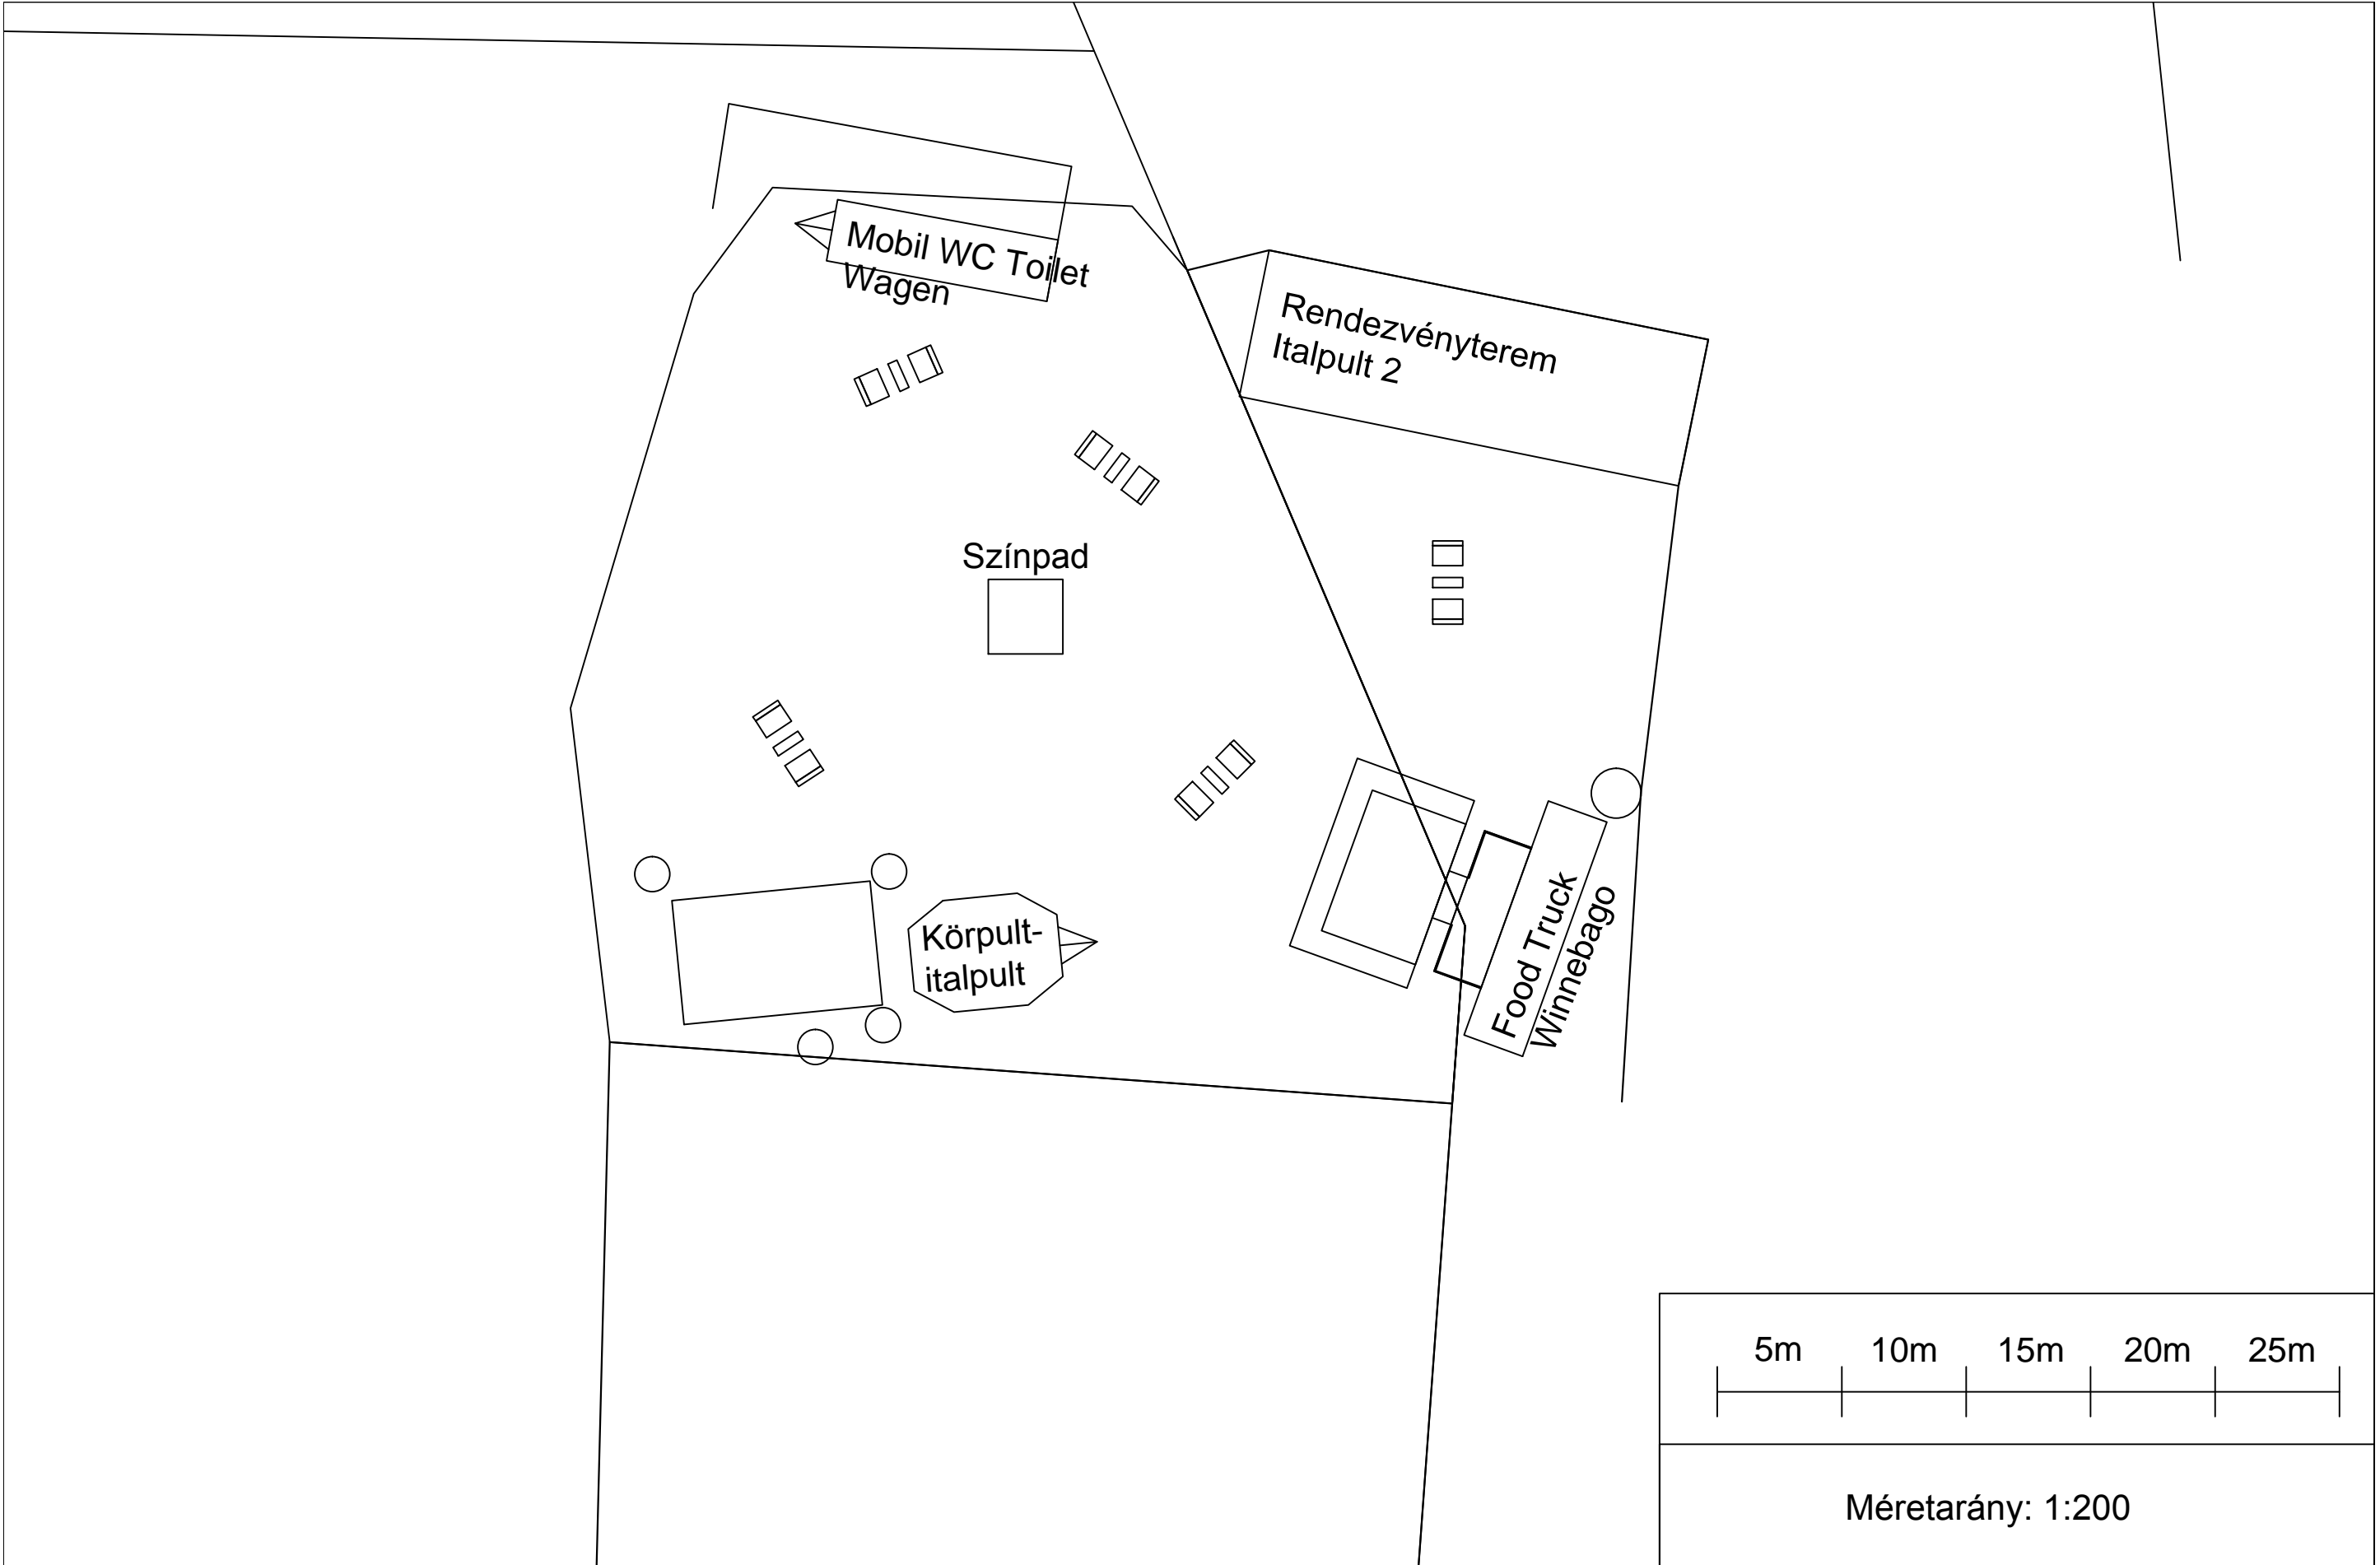 Mobil WC Toilet
Wagen
Rendezvényterem
Italpult 2
Színpad
Körpult-
italpult
Food Truck
Winnebago
5m 10m 15m 20m 25m
Méretarány: 1:200